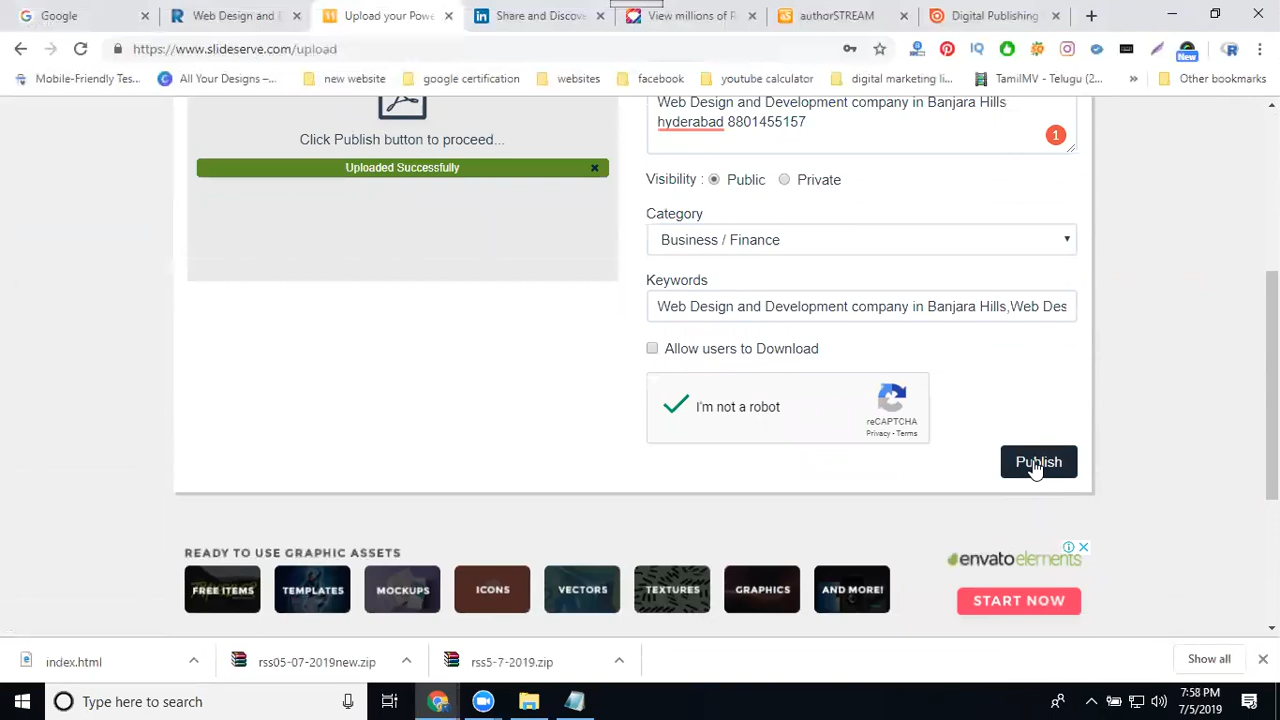 Google
Web Design and D
Upload your Powe
Share and Discov
View millions of P
authorSTREAM
Digital Publishing
https://www.slideserve.com/upload
New
Mobile-Friendly Tes...
All Your Designs –...
new website
google certification
websites
facebook
youtube calculator
digital marketing li...
TamilMV - Telugu (2...
»
Other bookmarks
Web Design and Development company in Banjara Hills
hyderabad 8801455157
1
Click Publish button to proceed...
Uploaded Successfully
Visibility : Public Private
Category
Business / Finance
Keywords
Web Design and Development company in Banjara Hills,Web Des
Allow users to Download
I'm not a robot
reCAPTCHA
Privacy - Terms
Publish
READY TO USE GRAPHIC ASSETS
envatoelements
FREE ITEMS
TEMPLATES
MOCKUPS
ICONS
VECTORS
TEXTURES
GRAPHICS
AND MORE!
START NOW
index.html
rss05-07-2019new.zip
rss5-7-2019.zip
Show all
Type here to search
7:58 PM
7/5/2019